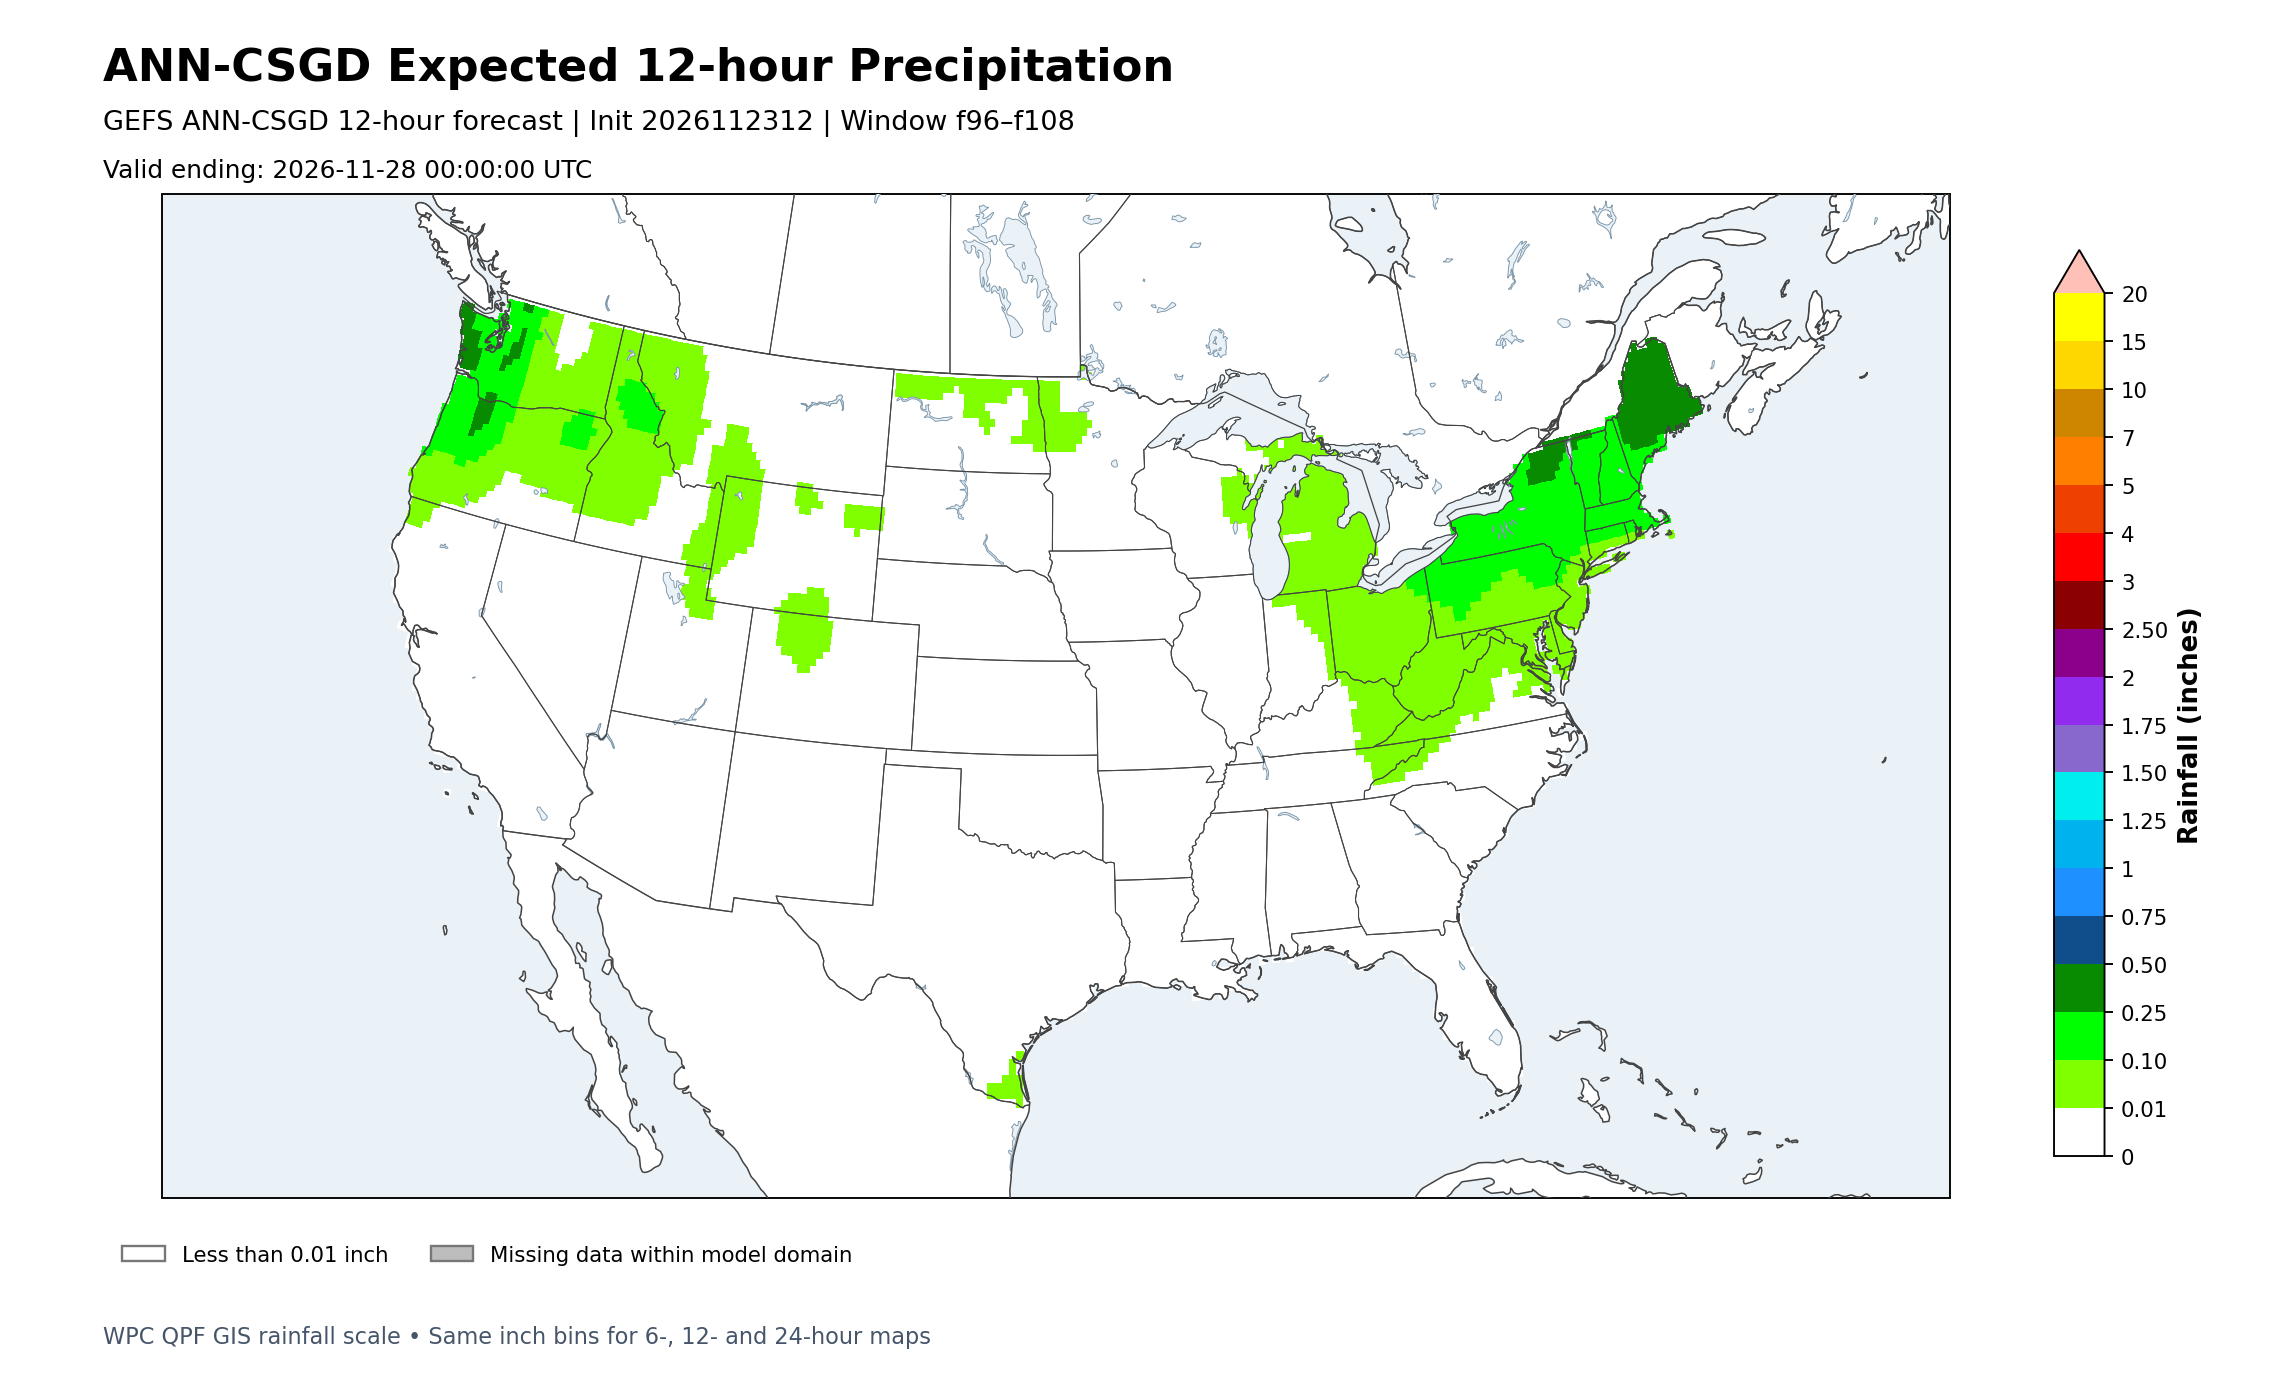 ANN-CSGD Expected 12-hour Precipitation
GEFS ANN-CSGD 12-hour forecast | Init 2026112312 | Window f96–f108
Valid ending: 2026-11-28 00:00:00 UTC
20
15
10
7
5
4
3
2.50
2
1.75
1.50
1.25
1
0.75
0.50
0.25
0.10
0.01
0
Rainfall (inches)
Less than 0.01 inch
Missing data within model domain
WPC QPF GIS rainfall scale • Same inch bins for 6-, 12- and 24-hour maps